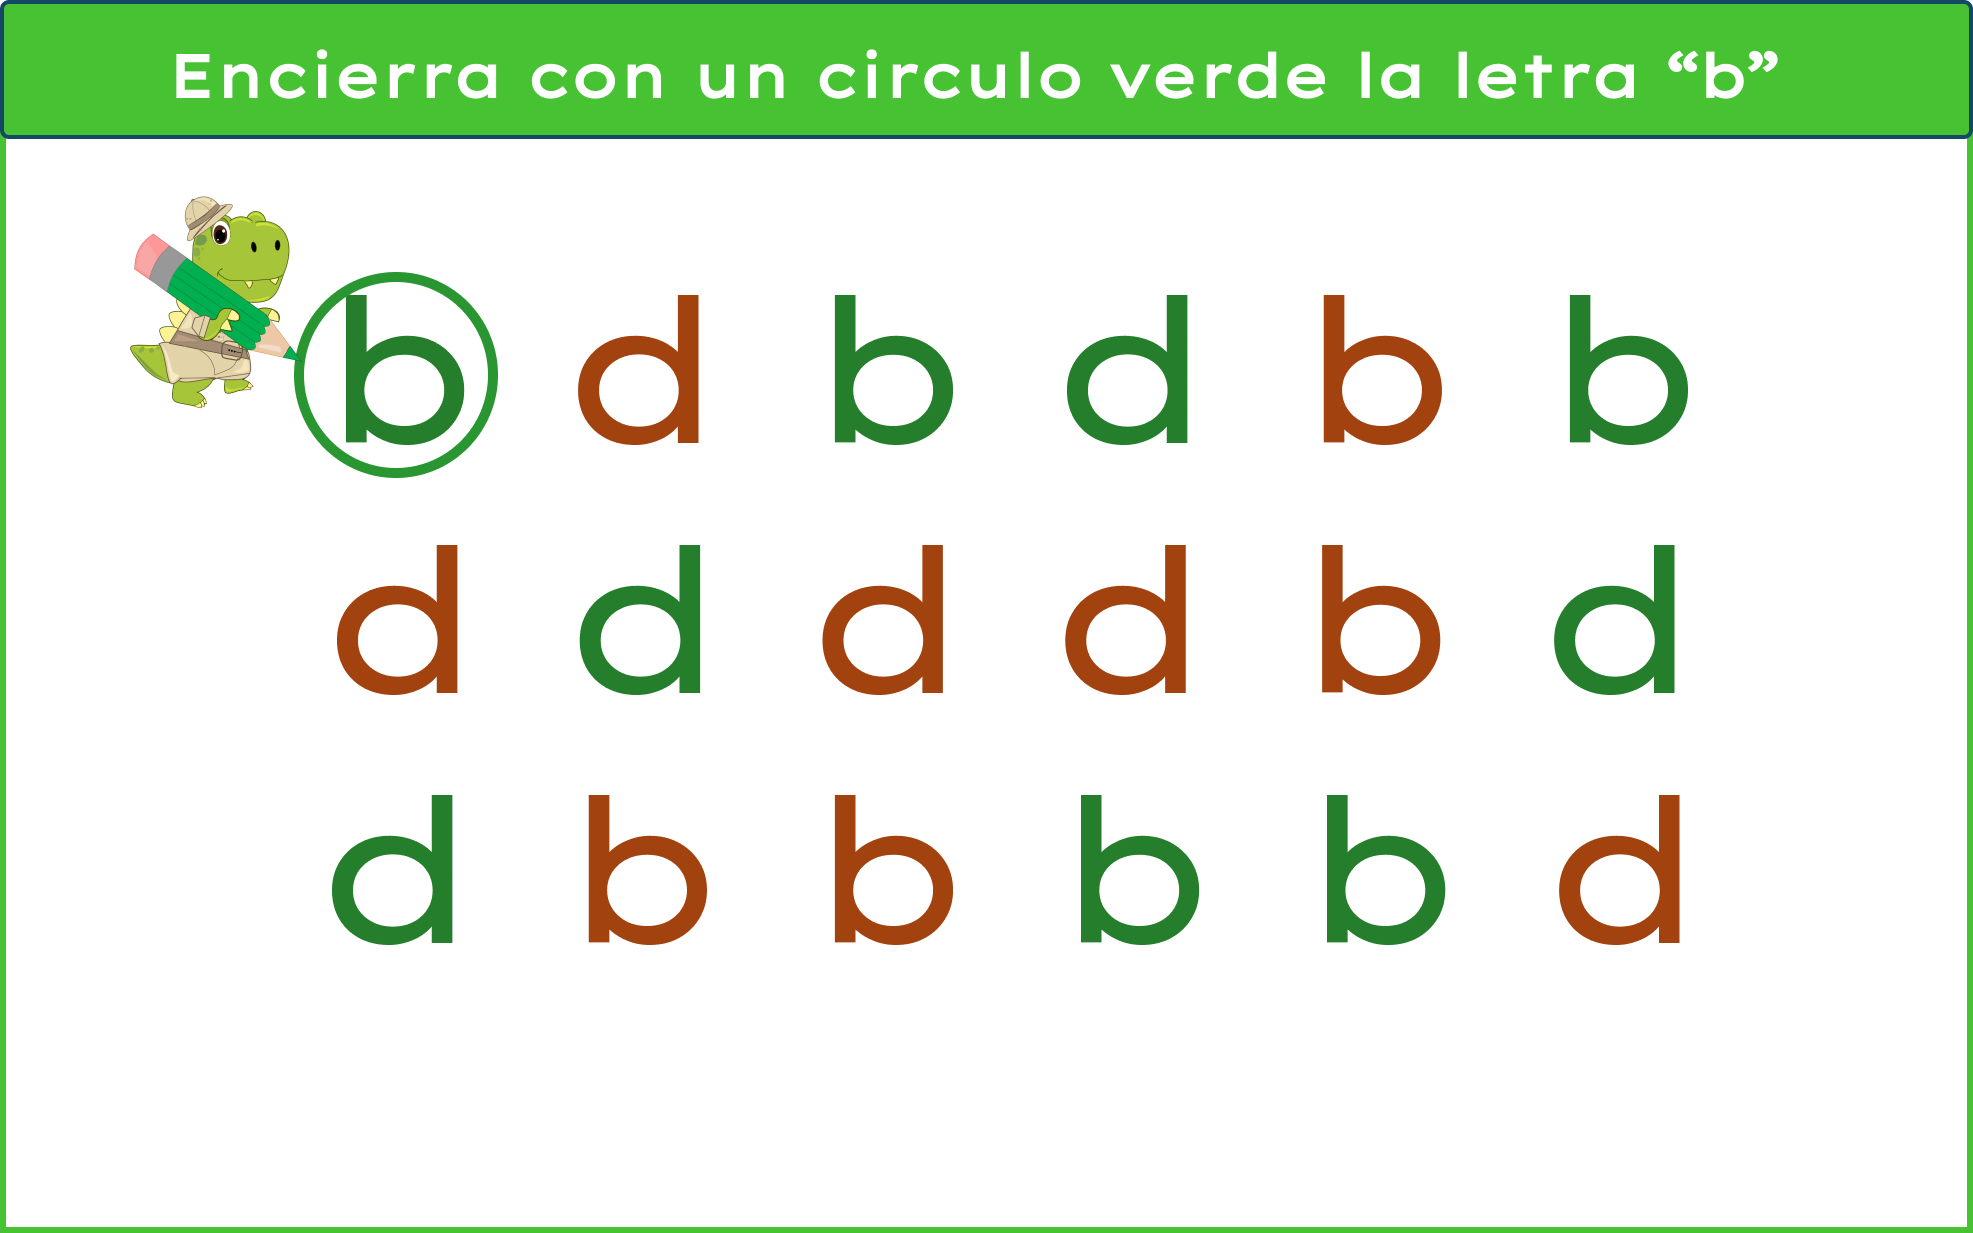 Encierra con un circulo verde la letra “b”
b d b d b b
d d d d b d
d b b b b d